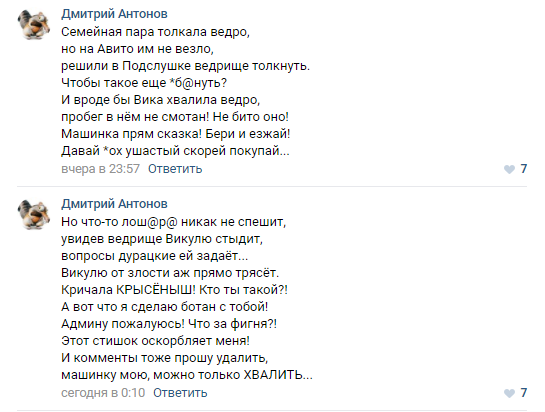 Дмитрий Антонов
Семейная пара толкала ведро,
но на Авито им не везло,
решили в Подслушке ведрище толкнуть.
Чтобы такое еще *б@нуть?
И вроде бы Вика хвалила ведро,
пробег в нём не смотан! Не бито оно!
Машинка прям сказка! Бери и езжай!
Давай *ох ушастый скорей покупай...
вчера в 23:57 Ответить 7
Дмитрий Антонов
Но что-то лош@р@ никак не спешит,
увидев ведрище Викулю стыдит,
вопросы дурацкие ей задаёт...
Викулю от злости аж прямо трясёт.
Кричала КРЫСЁНЫШ! Кто ты такой?!
А вот что я сделаю ботан с тобой!
Админу пожалуюсь! Что за фигня?!
Этот стишок оскорбляет меня!
И комменты тоже прошу удалить,
машинку мою, можно только ХВАЛИТЬ...
сегодня в 0:10 Ответить 7